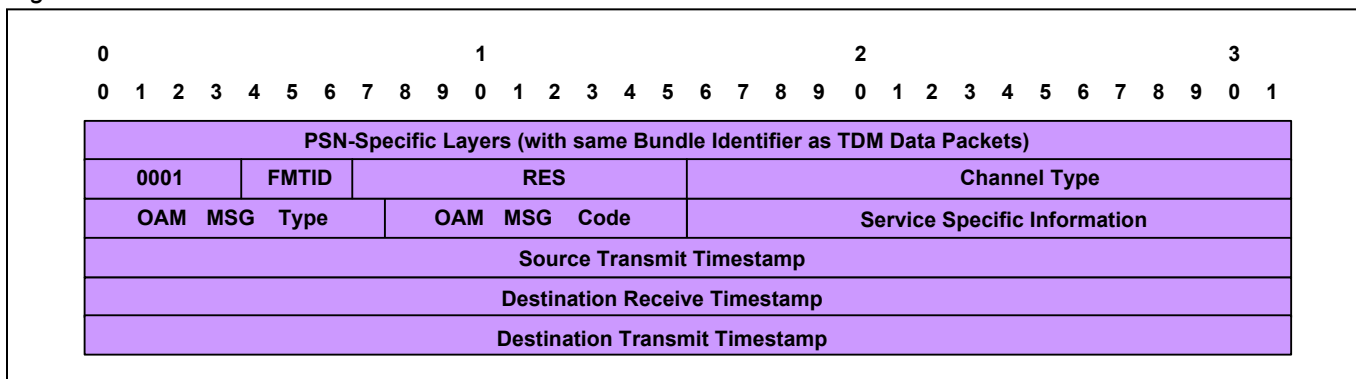 0 1 2 3
0 1 2 3 4 5 6 7 8 9 0 1 2 3 4 5 6 7 8 9 0 1 2 3 4 5 6 7 8 9 0 1
PSN-Specific Layers (with same Bundle Identifier as TDM Data Packets)
0001 FMTID RES Channel Type
OAM MSG Type OAM MSG Code Service Specific Information
Source Transmit Timestamp
Destination Receive Timestamp
Destination Transmit Timestamp